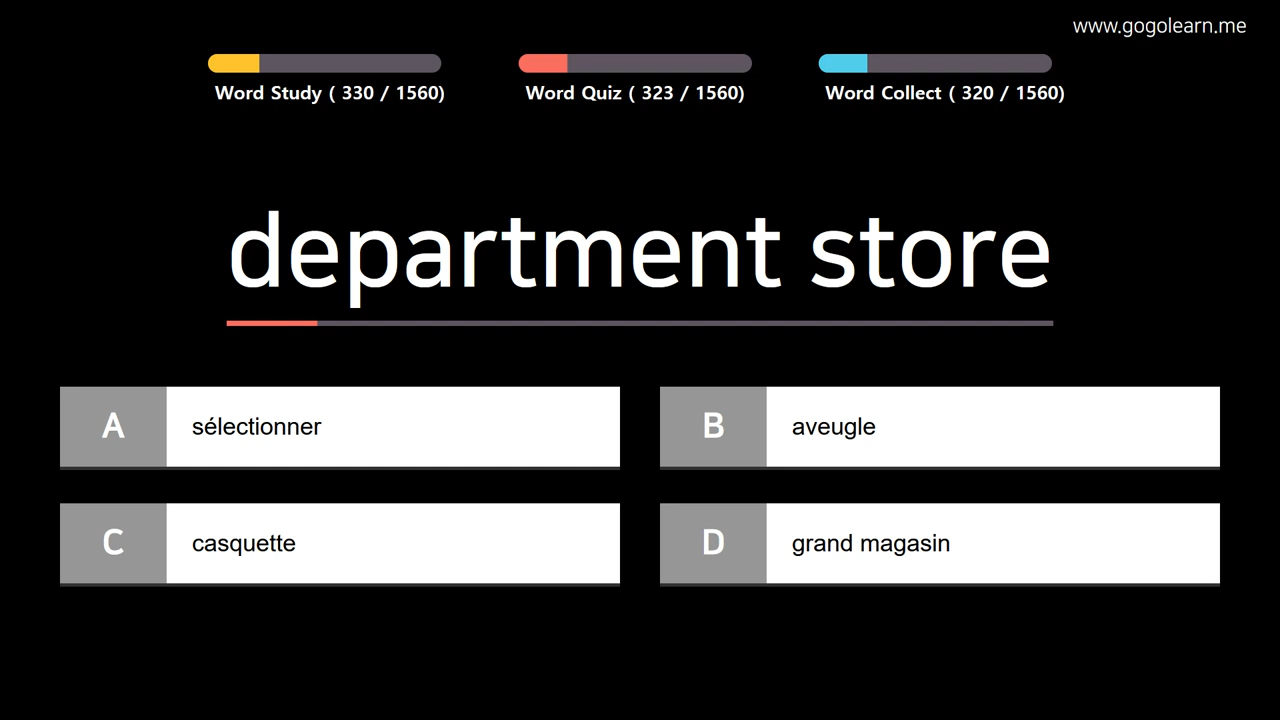 www.gogolearn.me
Word Study ( 330 / 1560)
Word Quiz ( 323 / 1560)
Word Collect ( 320 / 1560)
department store
A
sélectionner
B
aveugle
C
casquette
D
grand magasin